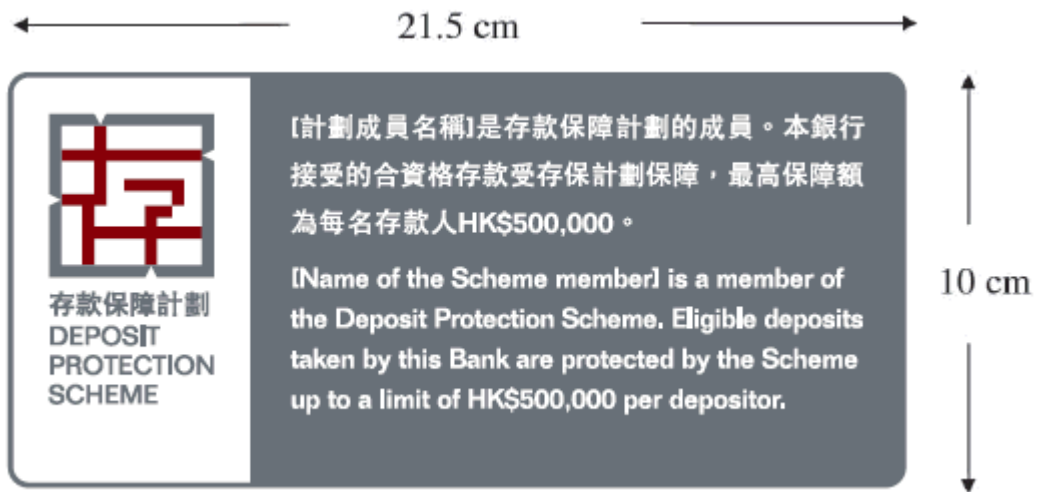 21.5 cm
[計劃成員名稱]是存款保障計劃的成員。本銀行
接受的合資格存款受存保計劃保障，最高保障額
為每名存款人HK$500,000。
[Name of the Scheme member] is a member of
the Deposit Protection Scheme. Eligible deposits
taken by this Bank are protected by the Scheme
up to a limit of HK$500,000 per depositor.
存
存款保障計劃
DEPOSIT
PROTECTION
SCHEME
10 cm